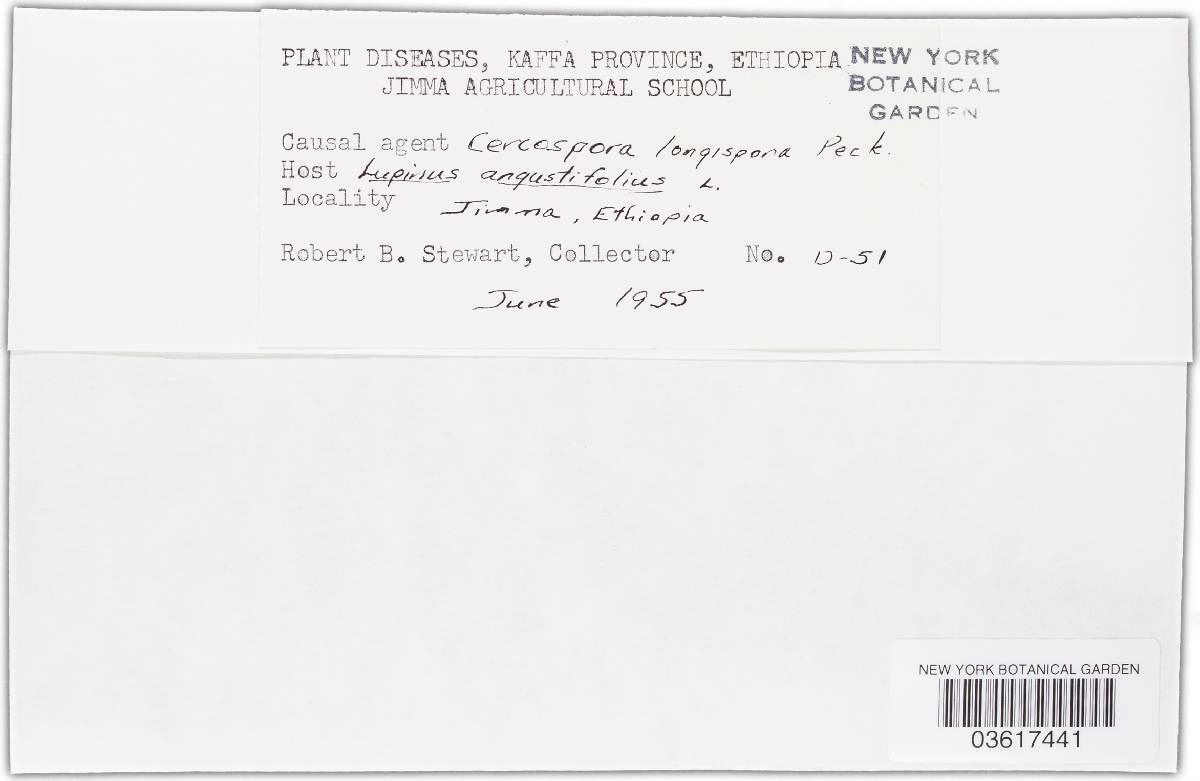 PLANT DISEASES, KAFFA PROVINCE, ETHIOPIA
JIMMA AGRICULTURAL SCHOOL
NEW YORK
BOTANICAL
GARDEN
Causal agent Cercospora longispora Peck.
Host Lupinus angustifolius L.
Locality Jimma, Ethiopia
Robert B. Stewart, Collector No. D-51
June 1955
NEW YORK BOTANICAL GARDEN
03617441